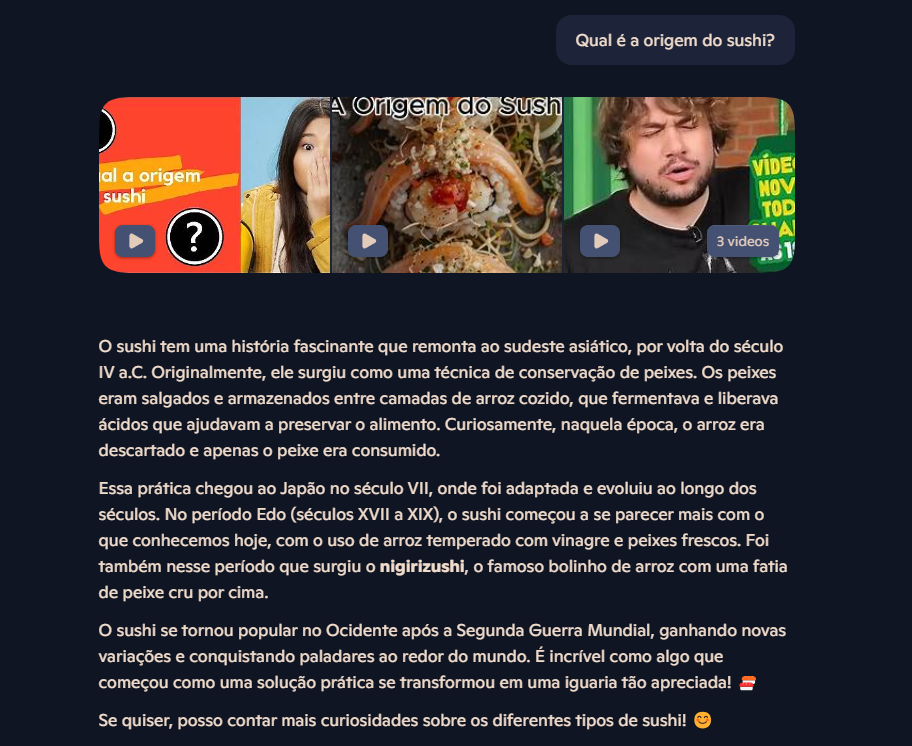 Qual é a origem do sushi?
al a origem
sushi
?
A Origem do Sush
VÍDE
NOV
TOD
3 videos
O sushi tem uma história fascinante que remonta ao sudeste asiático, por volta do século
IV a.C. Originalmente, ele surgiu como uma técnica de conservação de peixes. Os peixes
eram salgados e armazenados entre camadas de arroz cozido, que fermentava e liberava
ácidos que ajudavam a preservar o alimento. Curiosamente, naquela época, o arroz era
descartado e apenas o peixe era consumido.
Essa prática chegou ao Japão no século VII, onde foi adaptada e evoluiu ao longo dos
séculos. No período Edo (séculos XVII a XIX), o sushi começou a se parecer mais com o
que conhecemos hoje, com o uso de arroz temperado com vinagre e peixes frescos. Foi
também nesse período que surgiu o nigirizushi, o famoso bolinho de arroz com uma fatia
de peixe cru por cima.
O sushi se tornou popular no Ocidente após a Segunda Guerra Mundial, ganhando novas
variações e conquistando paladares ao redor do mundo. É incrível como algo que
começou como uma solução prática se transformou em uma iguaria tão apreciada! 🍣
Se quiser, posso contar mais curiosidades sobre os diferentes tipos de sushi! 😊